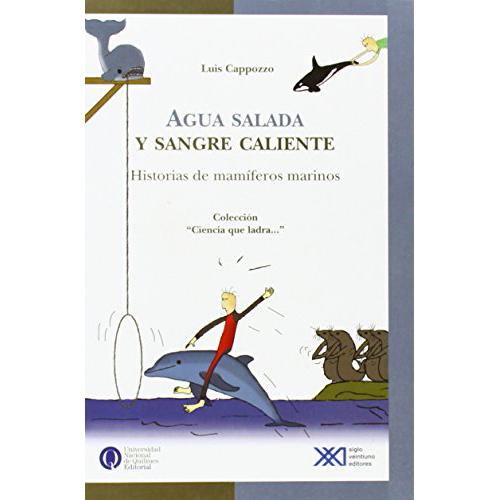 Luis Cappozzo
AGUA SALADA
Y SANGRE CALIENTE
Historias de mamíferos marinos
Colección
“Ciencia que ladra...”
Universidad
Nacional
de Quilmes
Editorial
siglo
veintiuno
editores